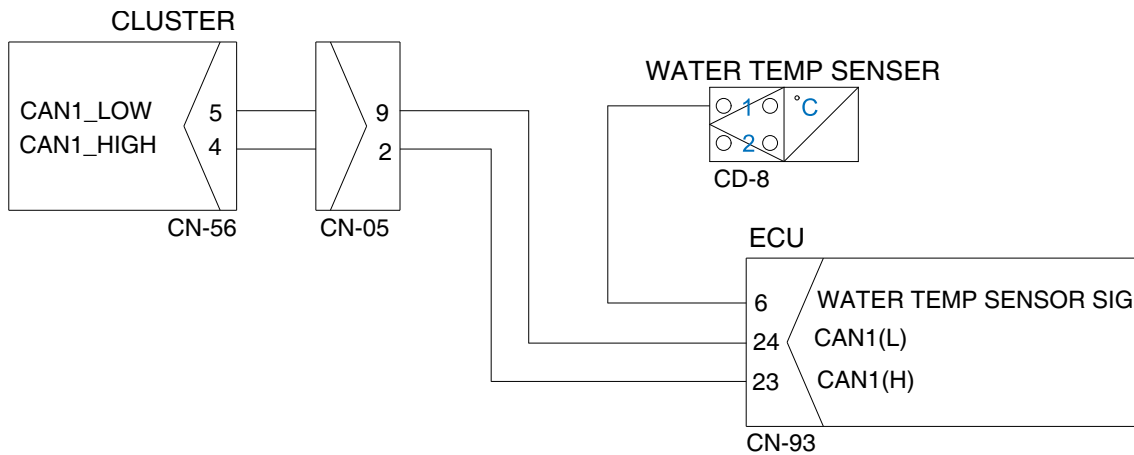 CLUSTER
CAN1_LOW 5
CAN1_HIGH 4
CN-56
9
2
CN-05
WATER TEMP SENSER
1 °C
2
CD-8
ECU
6 WATER TEMP SENSOR SIG
24 CAN1(L)
23 CAN1(H)
CN-93